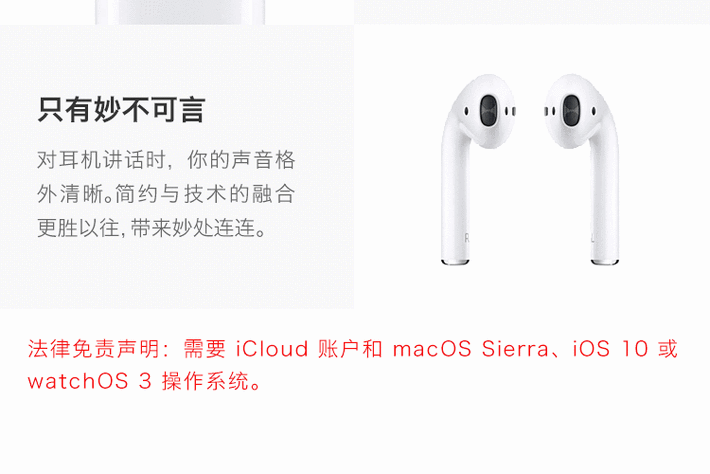 只有妙不可言
对耳机讲话时，你的声音格
外清晰。简约与技术的融合
更胜以往，带来妙处连连。
R
L
法律免责声明：需要 iCloud 账户和 macOS Sierra、iOS 10 或
watchOS 3 操作系统。